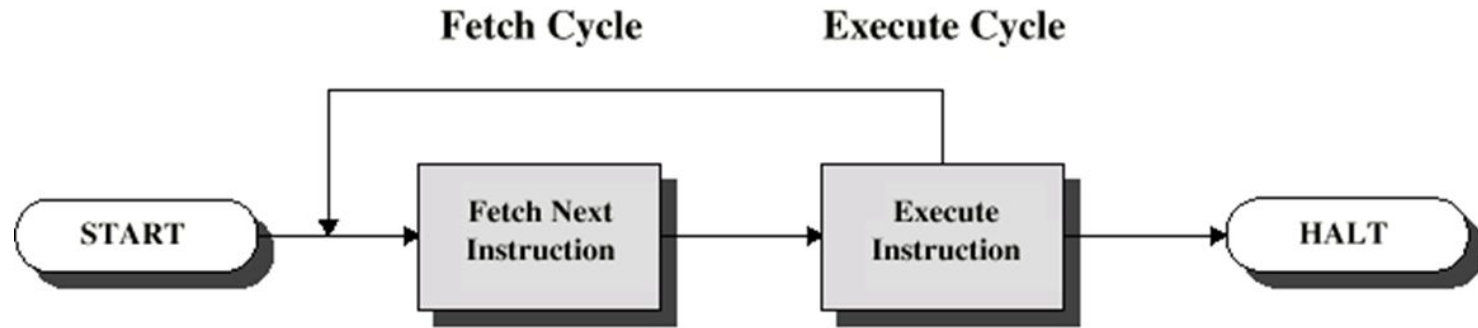 Fetch Cycle
Execute Cycle
START
Fetch Next
Instruction
Execute
Instruction
HALT